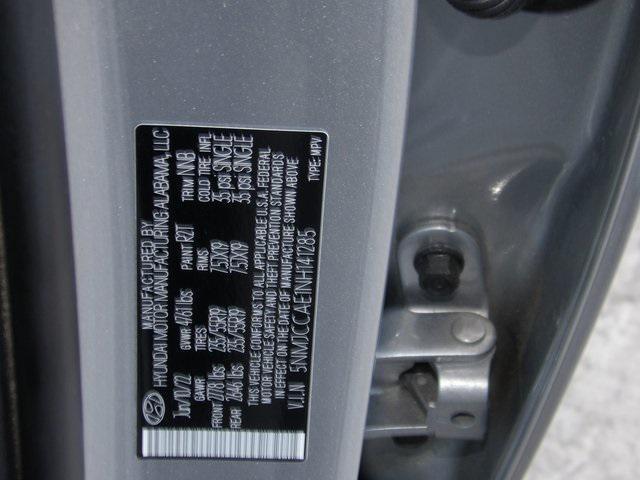 MANUFACTURED BY
HYUNDAI MOTOR MANUFACTURING ALABAMA, LLC
Jan/10/22 GVWR 4761 lbs PAINT R2T TRIM NNB
GAWR TIRES RIMS COLD TIRE INFL
FRONT 2778 lbs 235/55R19 7.5JX19 35 psi SINGLE
REAR 2646 lbs 235/55R19 7.5JX19 35 psi SINGLE
THIS VEHICLE CONFORMS TO ALL APPLICABLE U.S.A. FEDERAL
MOTOR VEHICLE SAFETY AND THEFT PREVENTION STANDARDS
IN EFFECT ON THE DATE OF MANUFACTURE SHOWN ABOVE
V.I.N 5NMJCCAE1NH141285 TYPE: MPV